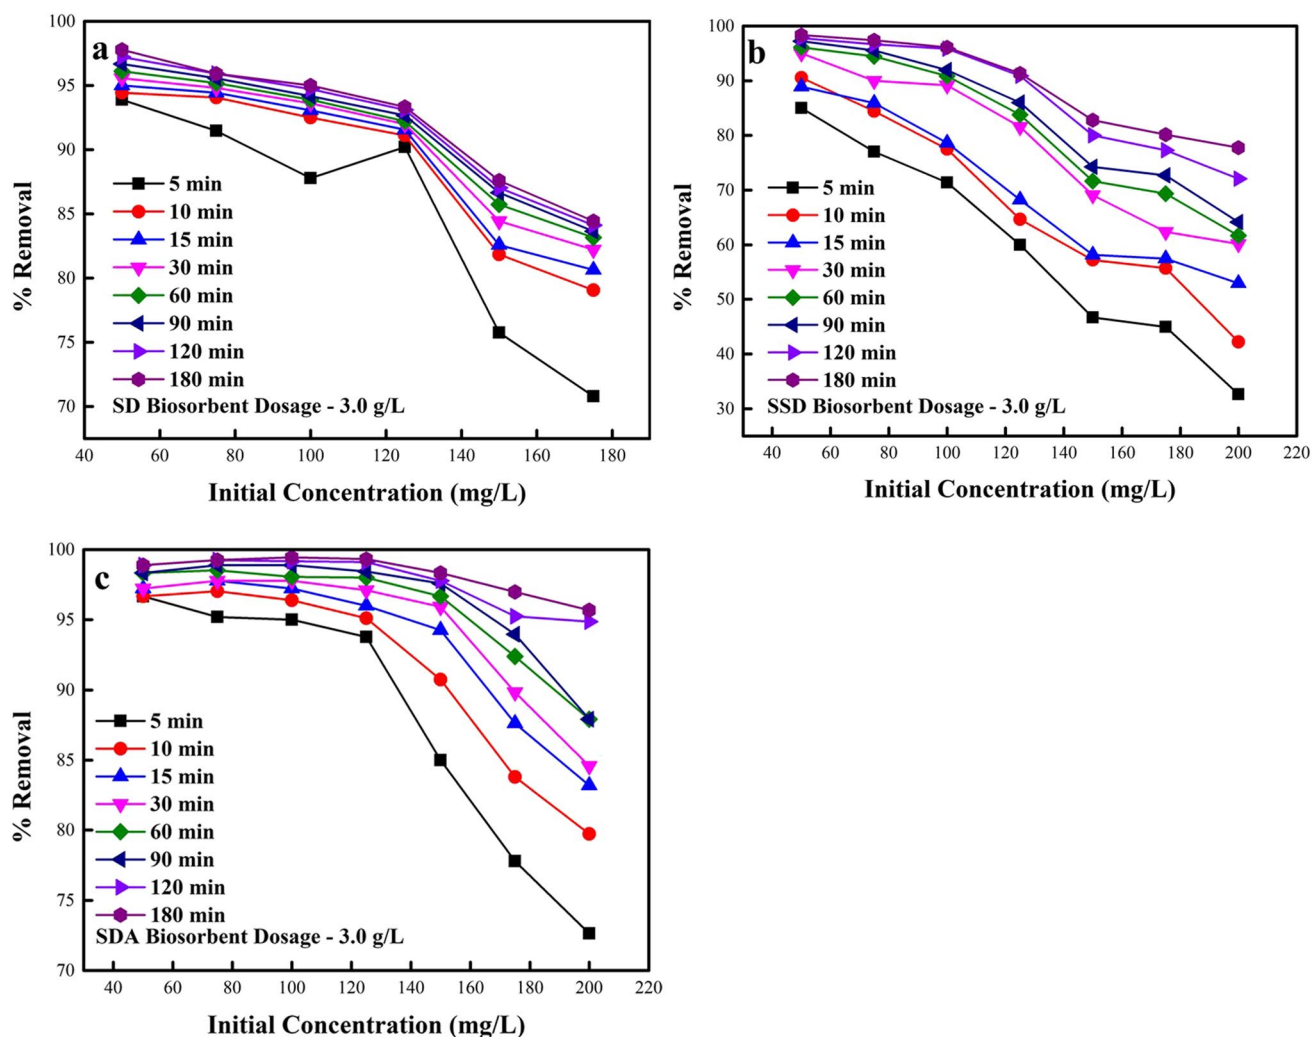 a
100
95
90
85
80
75
70
% Removal
5 min
10 min
15 min
30 min
60 min
90 min
120 min
180 min
SD Biosorbent Dosage - 3.0 g/L
40 60 80 100 120 140 160 180
Initial Concentration (mg/L)
b
100
90
80
70
60
50
40
30
% Removal
5 min
10 min
15 min
30 min
60 min
90 min
120 min
180 min
SSD Biosorbent Dosage - 3.0 g/L
40 60 80 100 120 140 160 180 200 220
Initial Concentration (mg/L)
c
100
95
90
85
80
75
70
% Removal
5 min
10 min
15 min
30 min
60 min
90 min
120 min
180 min
SDA Biosorbent Dosage - 3.0 g/L
40 60 80 100 120 140 160 180 200 220
Initial Concentration (mg/L)